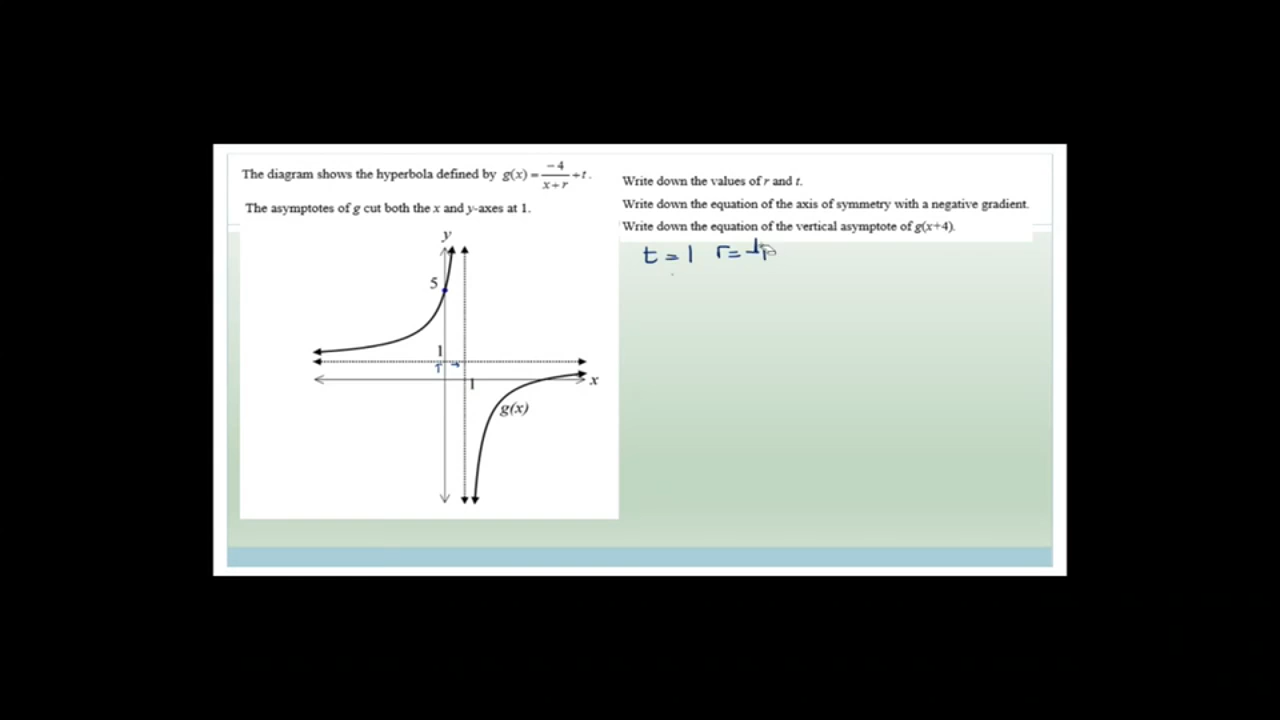 The diagram shows the hyperbola defined by g(x) = -4/(x+r) + t.
The asymptotes of g cut both the x and y-axes at 1.
Write down the values of r and t.
Write down the equation of the axis of symmetry with a negative gradient.
Write down the equation of the vertical asymptote of g(x+4).
t = 1 r =
y
5
1
x
1
g(x)